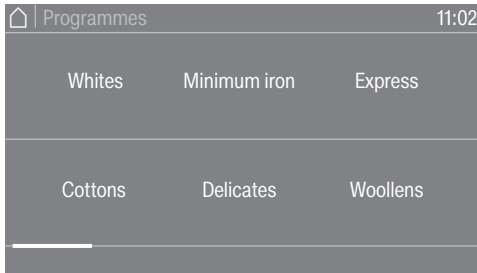 Programmes 11:02
Whites Minimum iron Express
Cottons Delicates Woollens